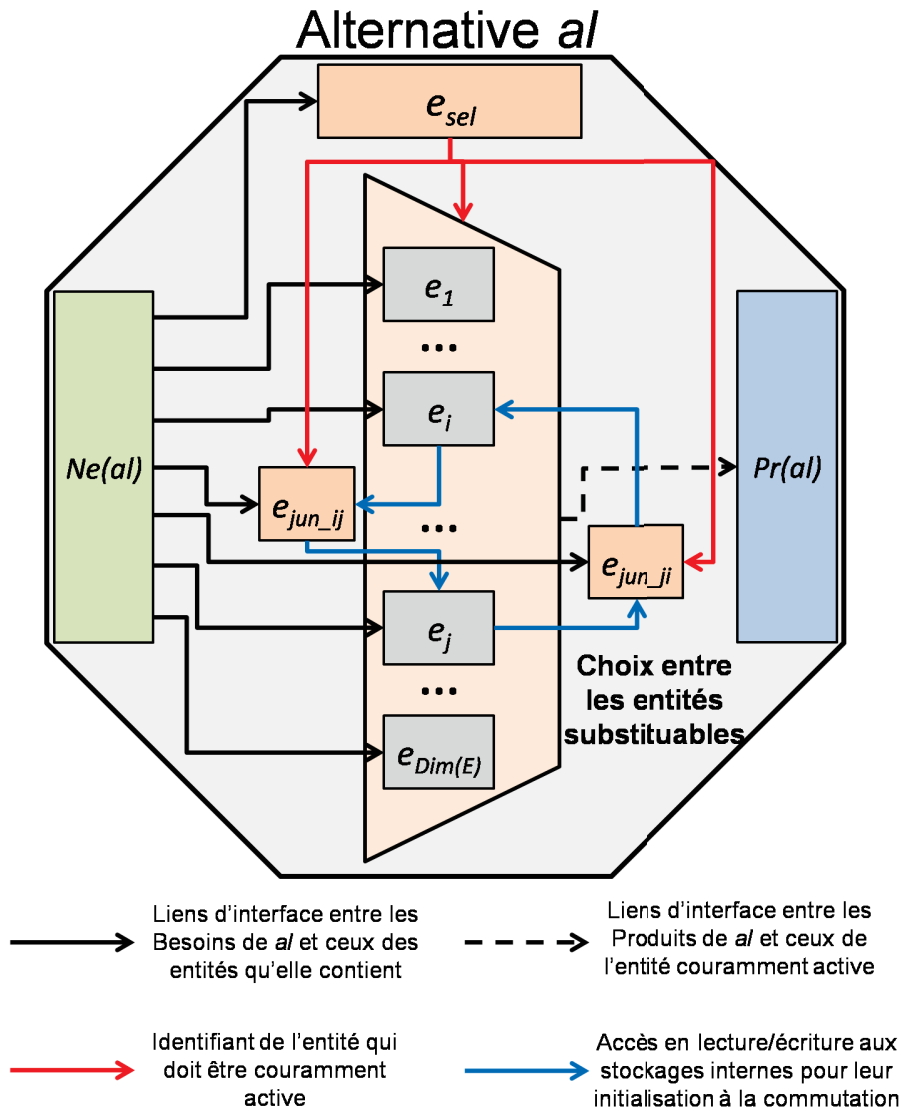 Alternative al
e_sel
e_1
...
e_i
Ne(al)
Pr(al)
e_jun_ij
...
e_jun_ji
e_j
Choix entre
les entités
substituables
...
e_Dim(E)
Liens d'interface entre les
Besoins de al et ceux des
entités qu'elle contient
Liens d'interface entre les
Produits de al et ceux de
l'entité couramment active
Identifiant de l'entité qui
doit être couramment
active
Accès en lecture/écriture aux
stockages internes pour leur
initialisation à la commutation